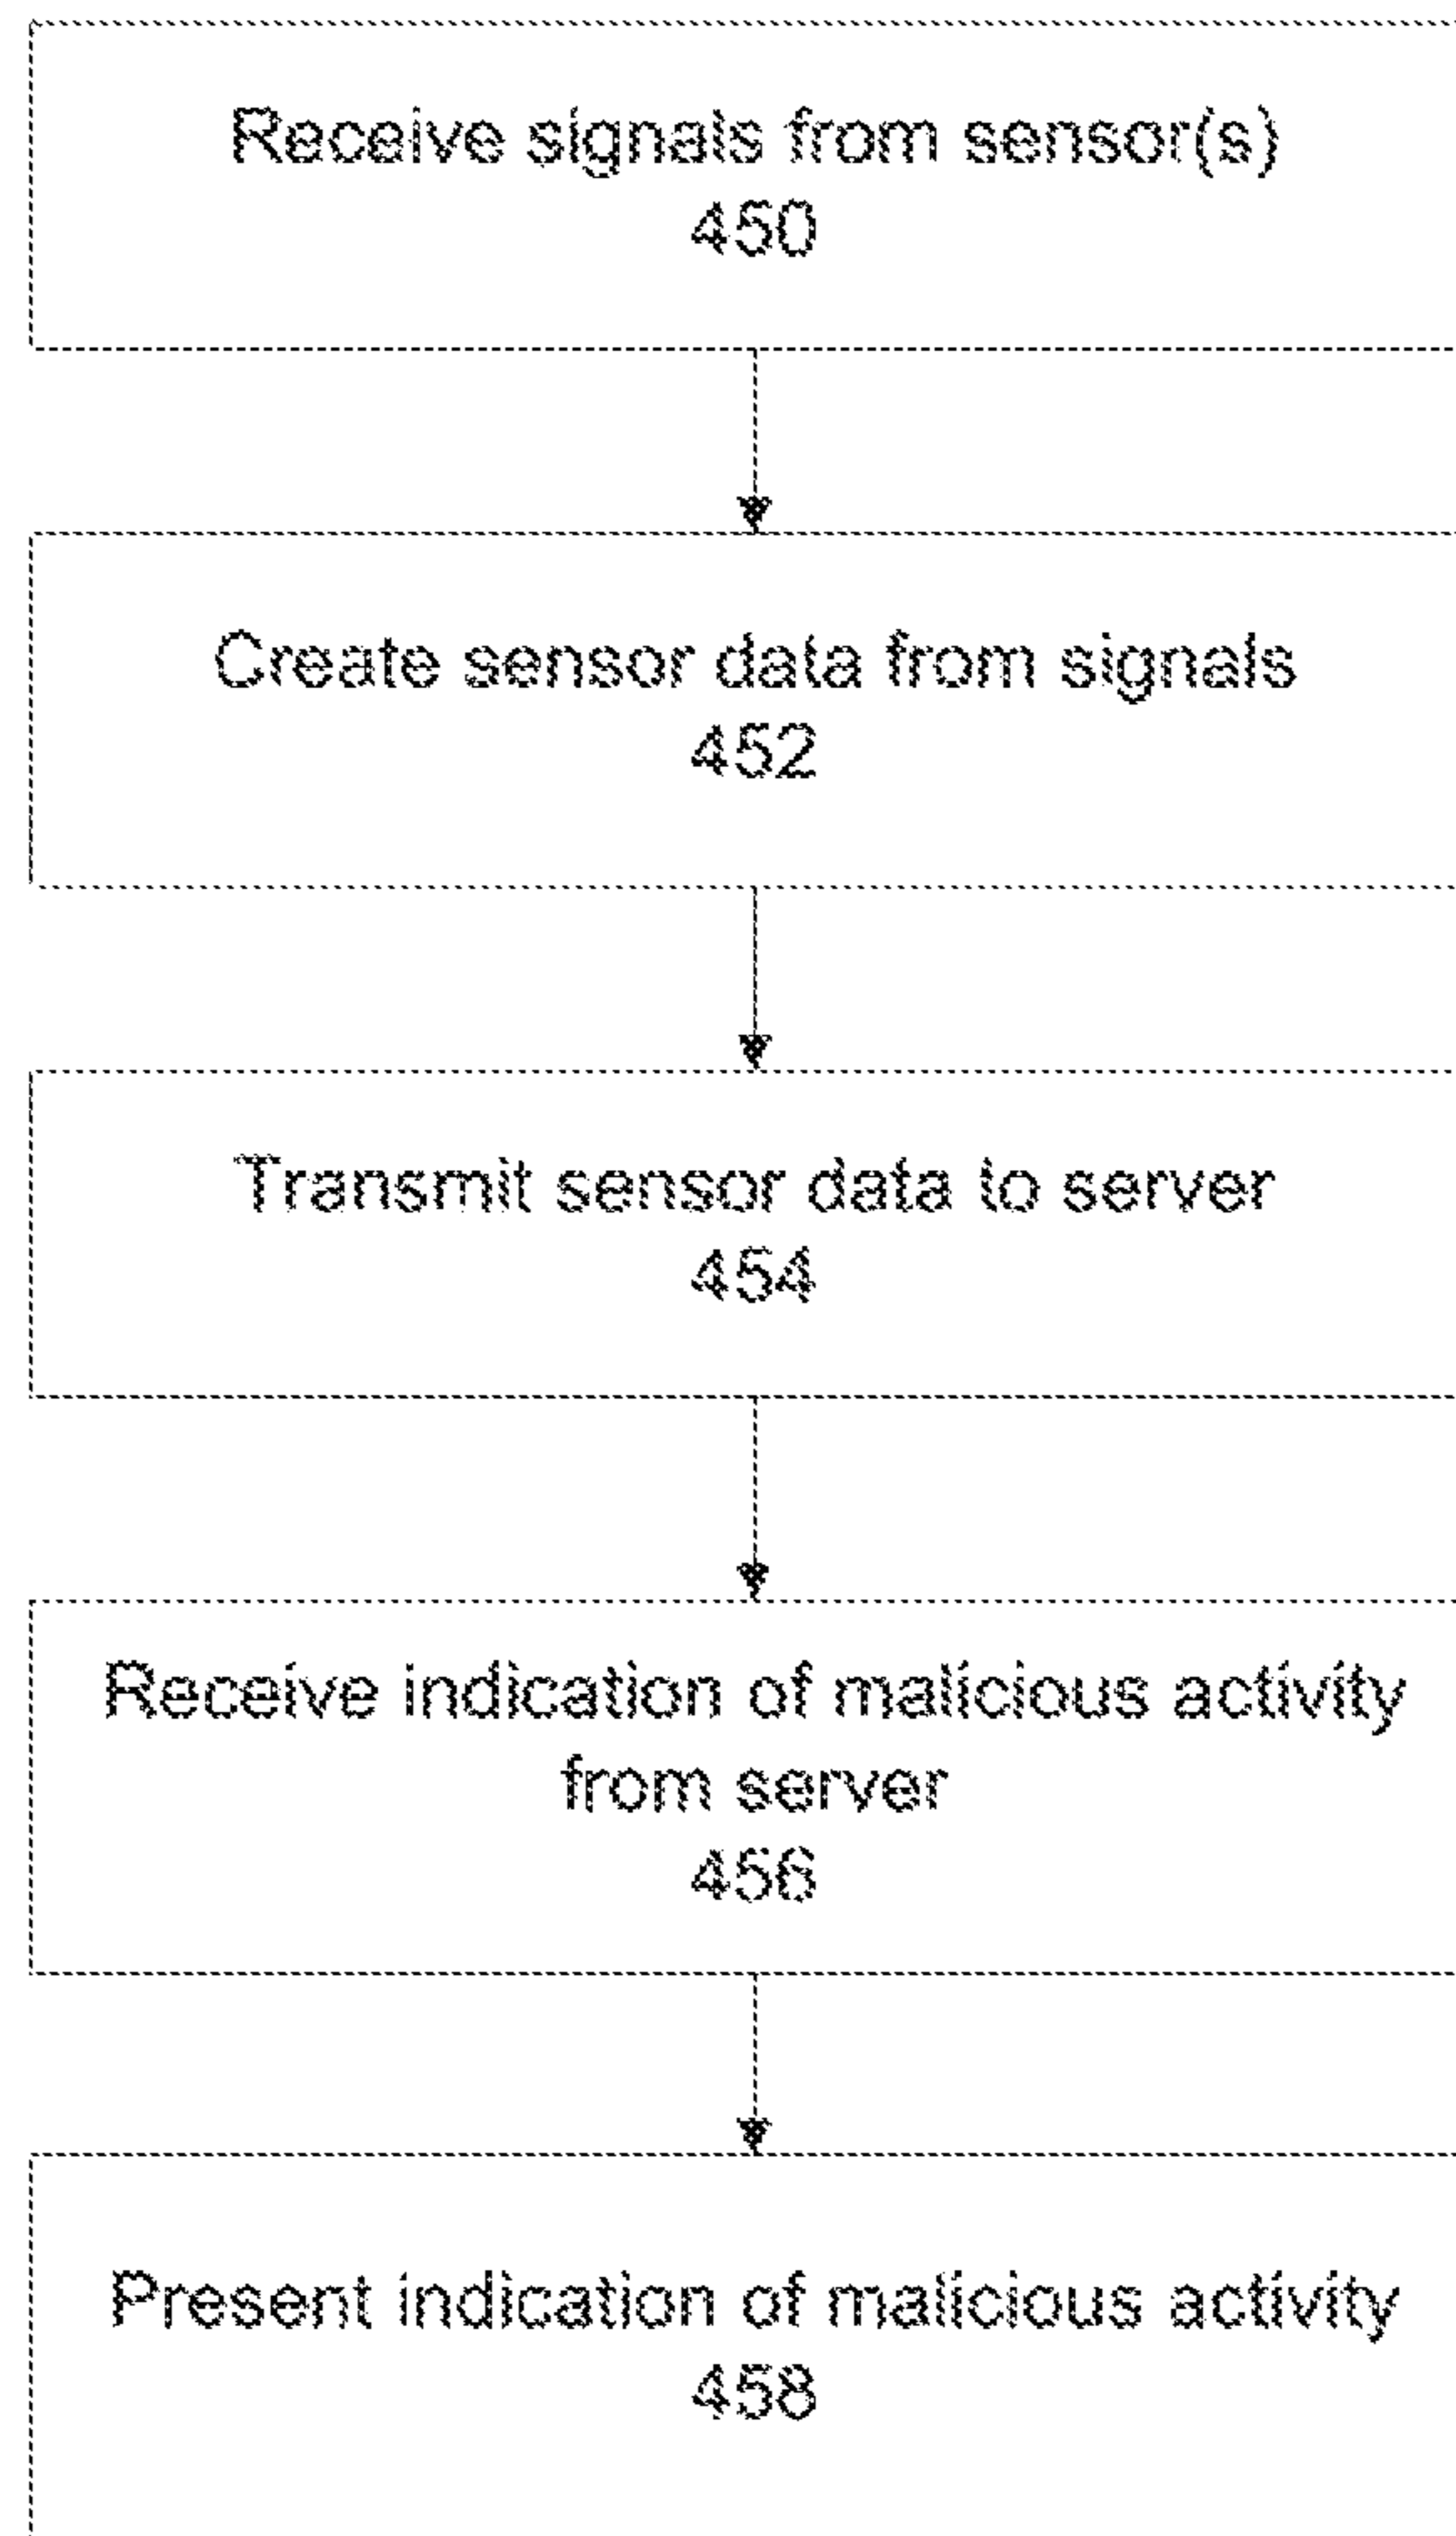 Receive signals from sensor(s)
450
Create sensor data from signals
452
Transmit sensor data to server
454
Receive indication of malicious activity
from server
456
Present indication of malicious activity
458